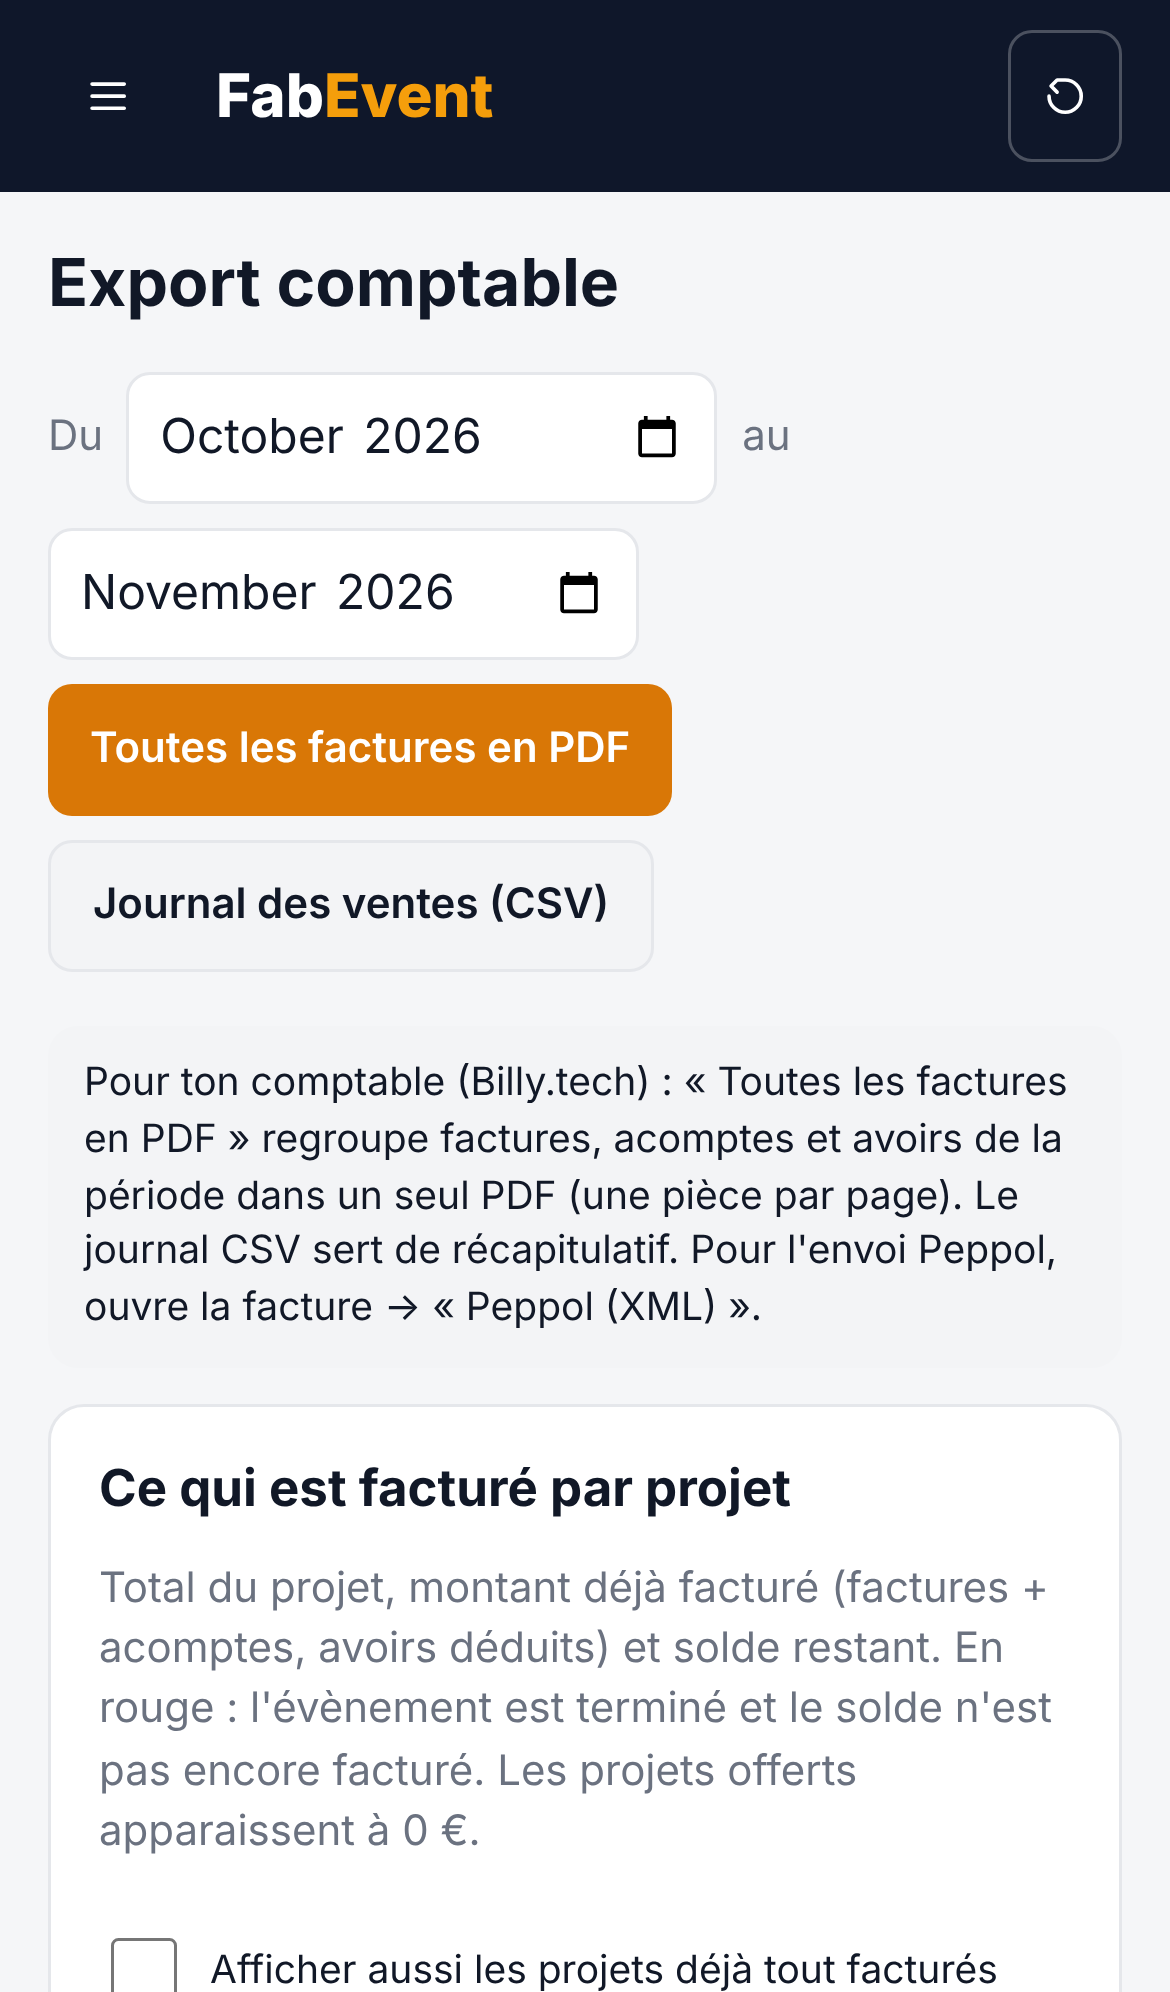 FabEvent
Export comptable
Du October 2026 au
November 2026
Toutes les factures en PDF
Journal des ventes (CSV)
Pour ton comptable (Billy.tech) : « Toutes les factures
en PDF » regroupe factures, acomptes et avoirs de la
période dans un seul PDF (une pièce par page). Le
journal CSV sert de récapitulatif. Pour l'envoi Peppol,
ouvre la facture → « Peppol (XML) ».
Ce qui est facturé par projet
Total du projet, montant déjà facturé (factures +
acomptes, avoirs déduits) et solde restant. En
rouge : l'évènement est terminé et le solde n'est
pas encore facturé. Les projets offerts
apparaissent à 0 €.
Afficher aussi les projets déjà tout facturés